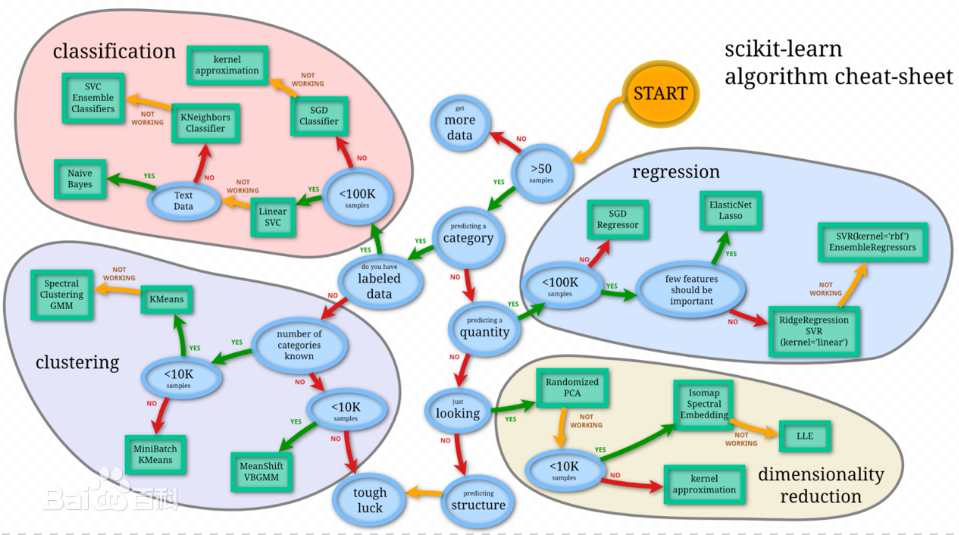 scikit-learn
algorithm cheat-sheet
START
classification
kernel
approximation
NOT
WORKING
SVC
Ensemble
Classifiers
NOT
WORKING
KNeighbors
Classifier
SGD
Classifier
NO
Naive
Bayes
YES
Text
Data
NO
NOT
WORKING
Linear
SVC
YES
<100K
samples
YES
get
more
data
NO
>50
samples
YES
predicting a
category
YES
NO
do you have
labeled
data
NO
predicting a
quantity
YES
NO
just
looking
YES
NO
predicting
structure
tough
luck
regression
SGD
Regressor
NO
<100K
samples
YES
ElasticNet
Lasso
YES
few features
should be
important
NO
SVR(kernel='rbf')
EnsembleRegressors
NOT
WORKING
RidgeRegression
SVR
(kernel='linear')
clustering
Spectral
Clustering
GMM
NOT
WORKING
KMeans
YES
number of
categories
known
YES
NO
<10K
samples
NO
MiniBatch
KMeans
<10K
samples
YES
NO
MeanShift
VBGMM
dimensionality
reduction
Randomized
PCA
NOT
WORKING
<10K
samples
YES
NO
Isomap
Spectral
Embedding
NOT
WORKING
LLE
kernel
approximation
Bai百科